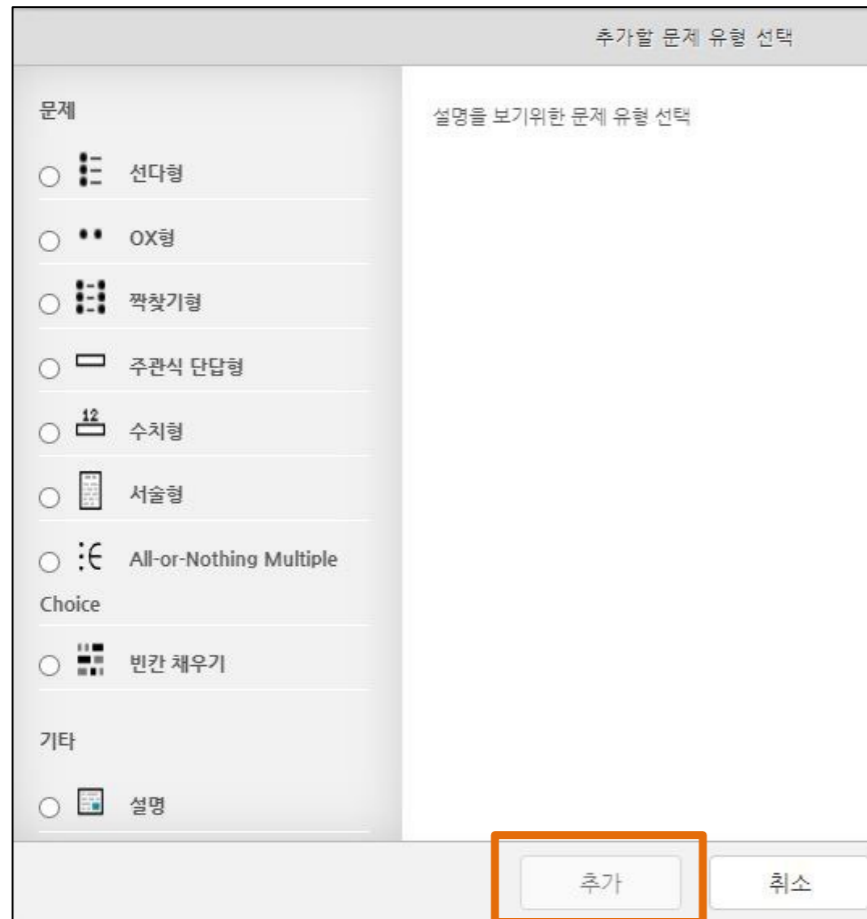 추가할 문제 유형 선택
문제
설명을 보기위한 문제 유형 선택
선다형
OX형
짝찾기형
주관식 단답형
12
수치형
서술형
All-or-Nothing Multiple
Choice
빈칸 채우기
기타
설명
추가
취소